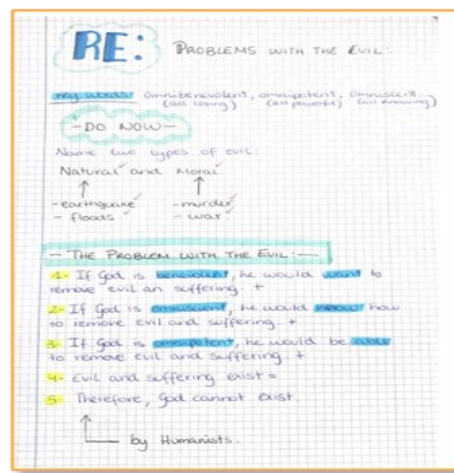 RE: PROBLEMS WITH THE EVIL:
Key words: Omnibenevolent, omnipotent, Omniscient.
(all loving) (all powerful) (all knowing)
- DO NOW -
Name two types of evil:
Natural and Moral
- earthquake - murder
- floods - war
- THE PROBLEM WITH THE EVIL: -
1- If God is benevolent, he would want to
remove evil an suffering. +
2- If God is omniscient, he would know how
to remove evil and suffering. +
3- If God is omnipotent, he would be able
to remove evil and suffering. +
4- Evil and suffering exist =
5- Therefore, God cannot exist.
by Humanists.